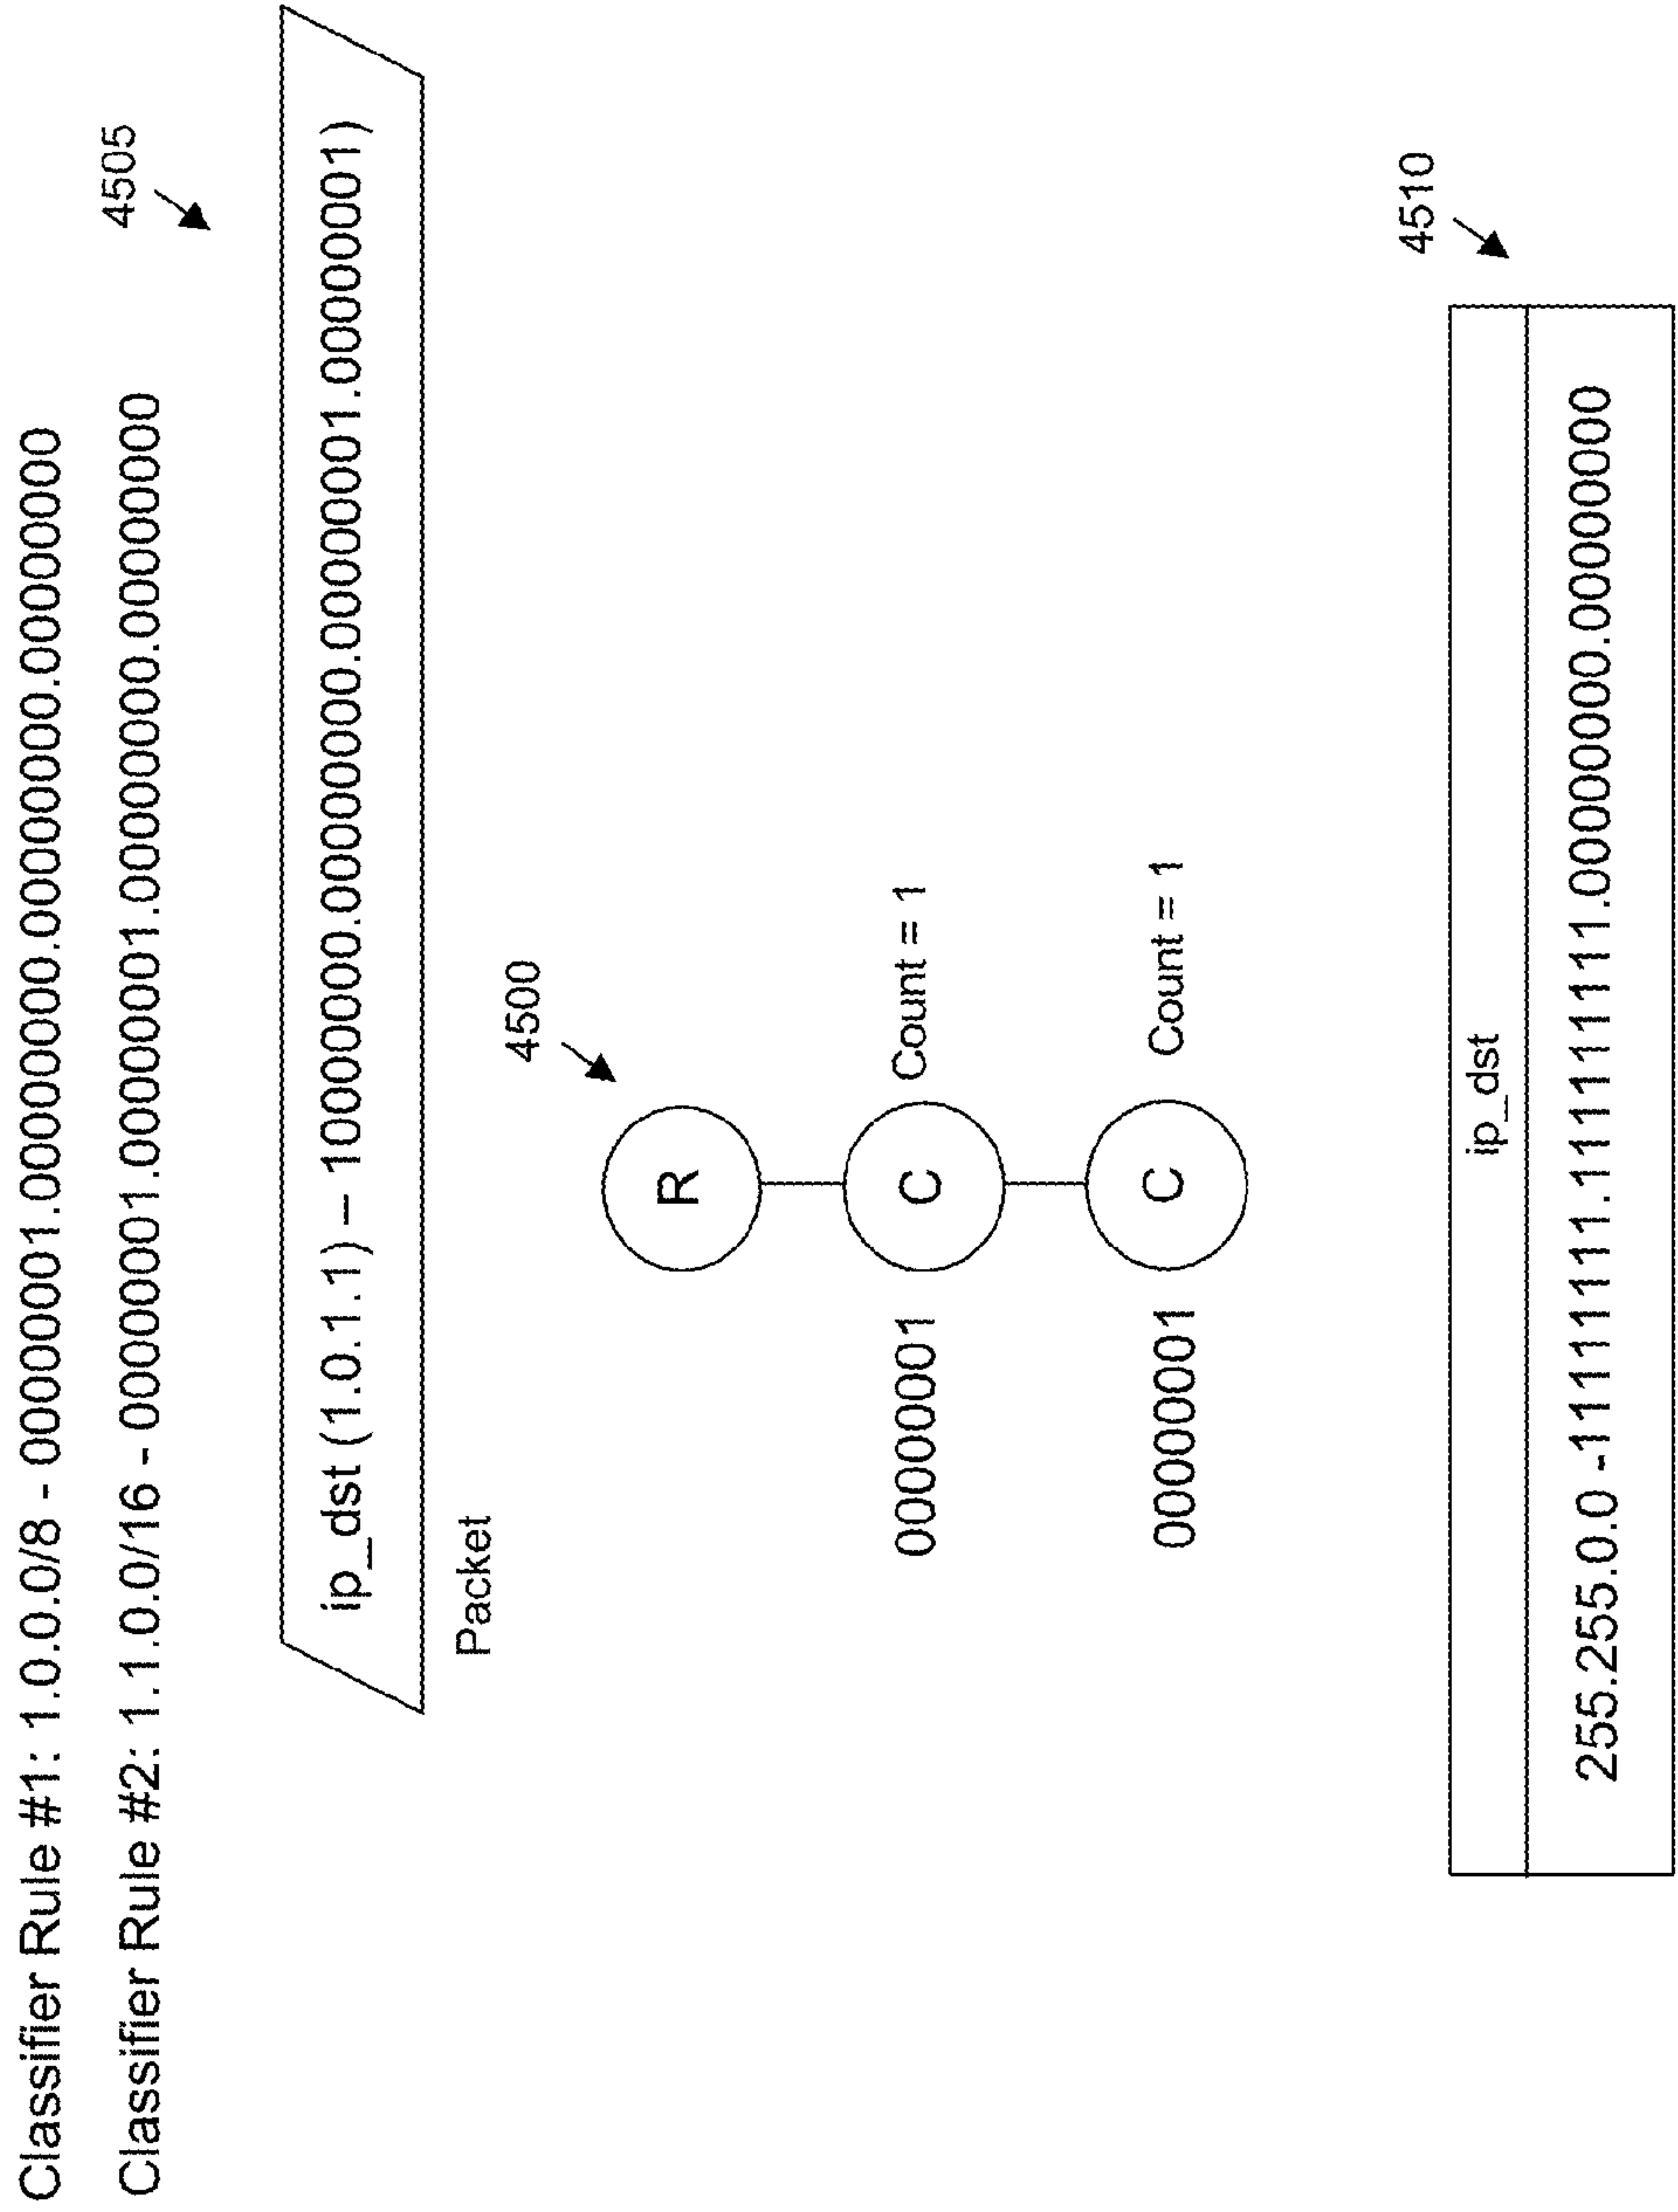 Classifier Rule #1: 1.0.0.0/8 - 00000001.00000000.00000000.00000000
Classifier Rule #2: 1.1.0.0/16 - 00000001.00000001.00000000.00000000
4505
ip_dst (1.0.1.1) – 10000000.00000000.00000001.00000001)
Packet
4500
R
00000001 C Count = 1
00000001 C Count = 1
4510
ip_dst
255.255.0.0 -11111111.11111111.00000000.00000000